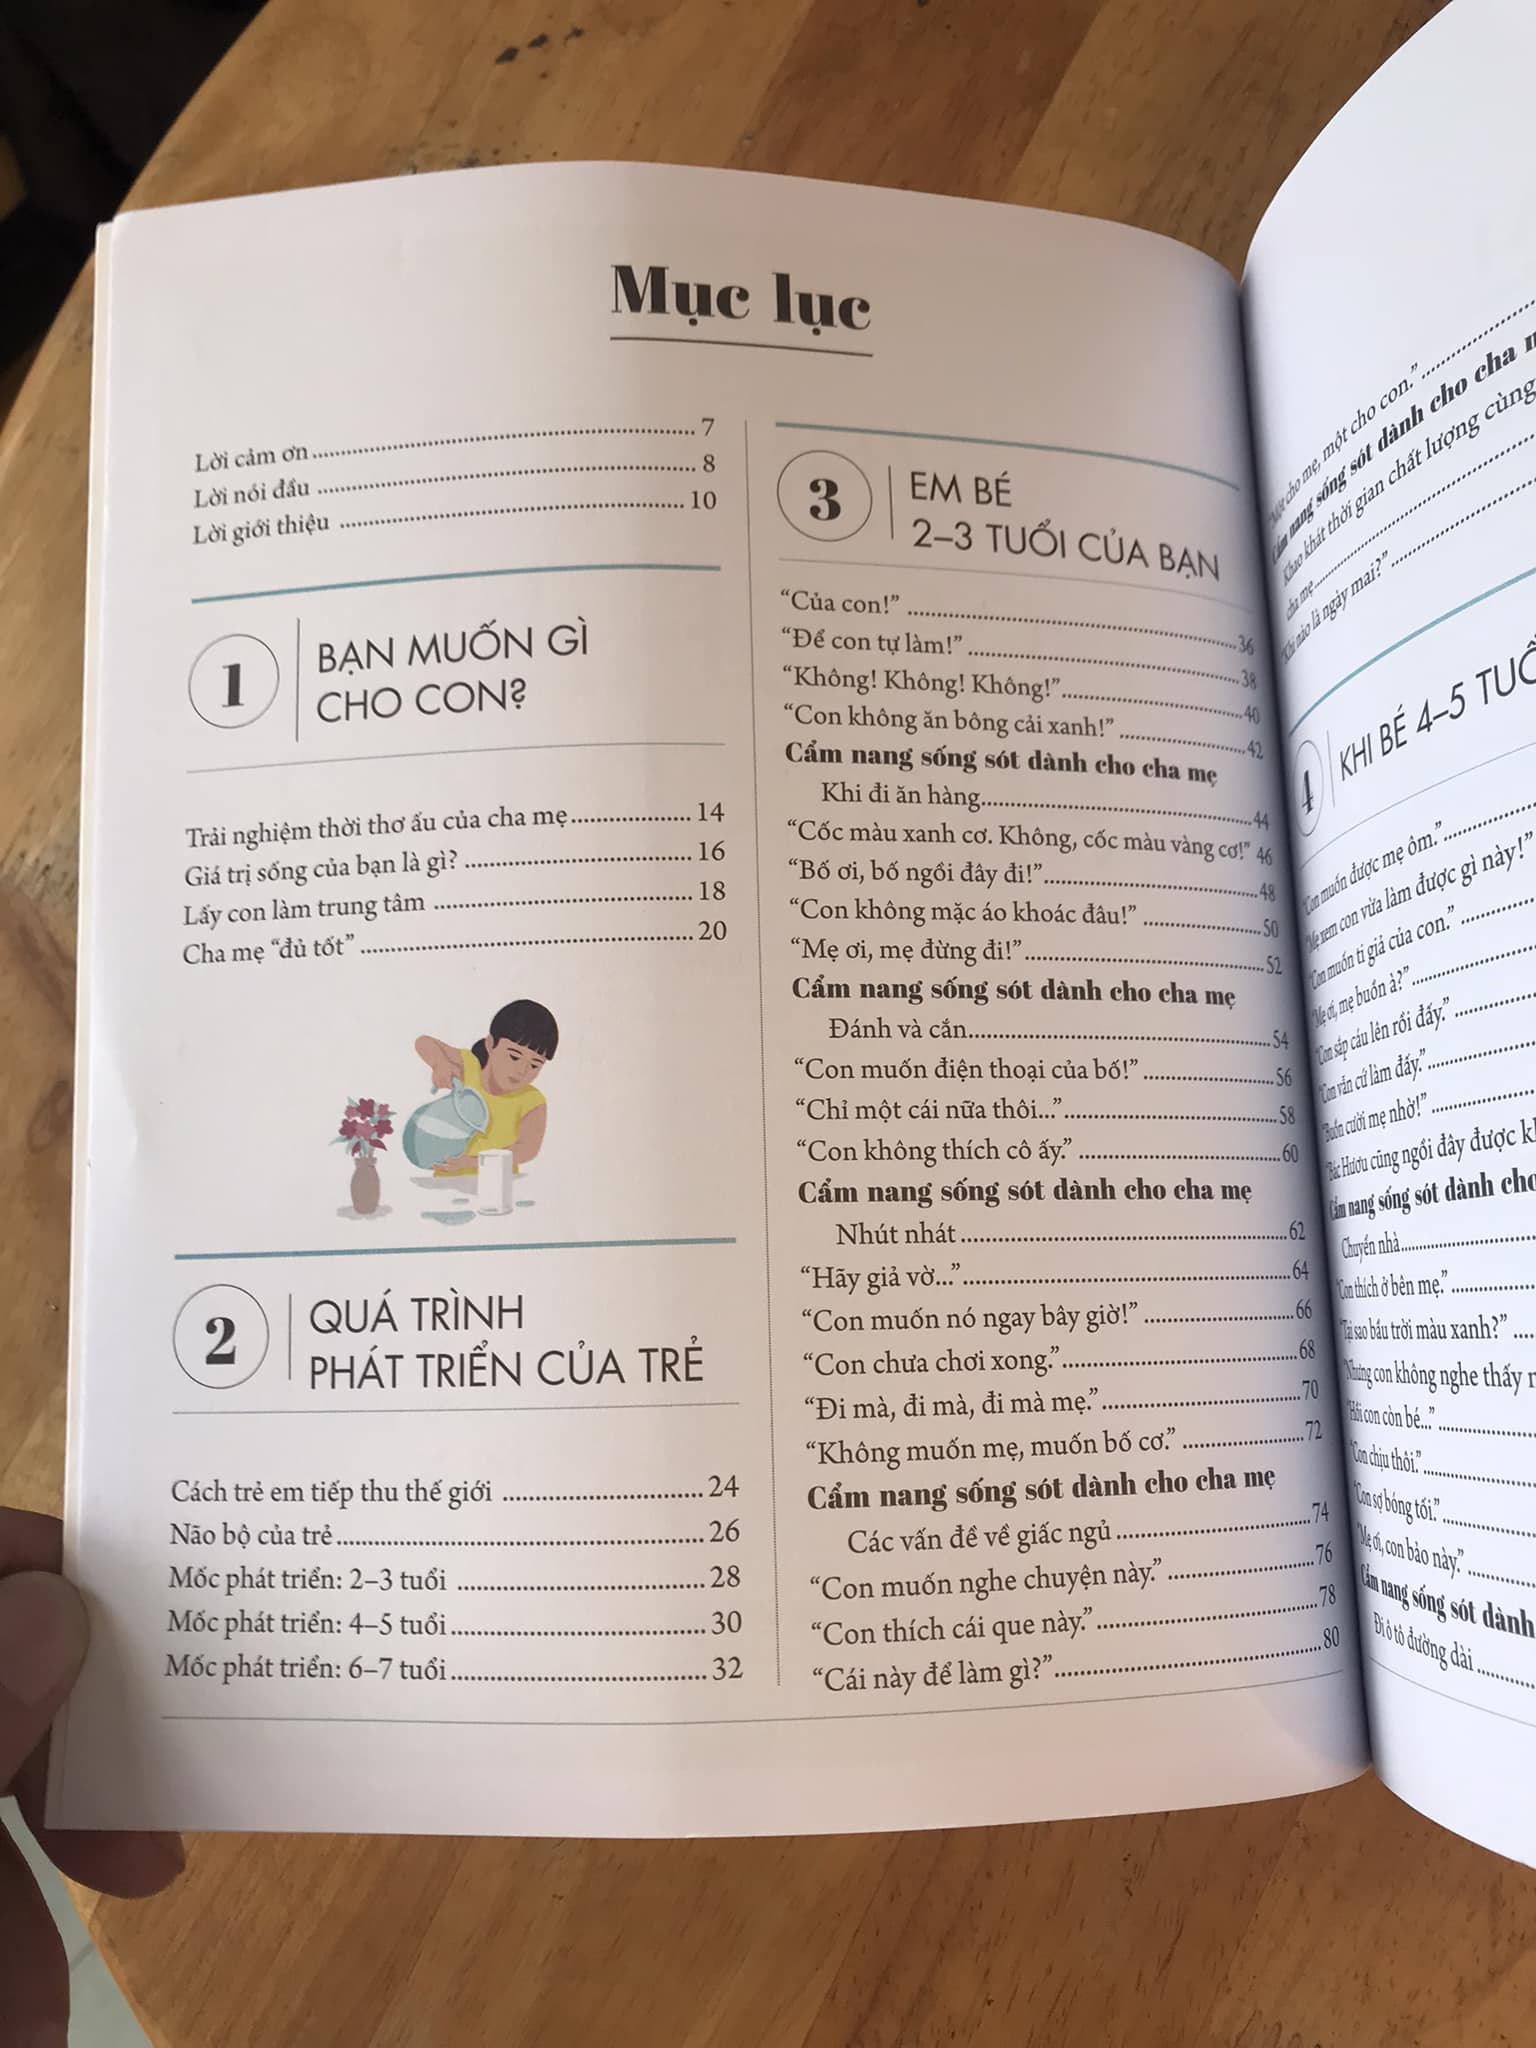 Mục lục
Lời cảm ơn 7
Lời nói đầu 8
Lời giới thiệu 10
1
BẠN MUỐN GÌ
CHO CON?
Trải nghiệm thời thơ ấu của cha mẹ 14
Giá trị sống của bạn là gì? 16
Lấy con làm trung tâm 18
Cha mẹ “đủ tốt” 20
2
QUÁ TRÌNH
PHÁT TRIỂN CỦA TRẺ
Cách trẻ em tiếp thu thế giới 24
Não bộ của trẻ 26
Mốc phát triển: 2–3 tuổi 28
Mốc phát triển: 4–5 tuổi 30
Mốc phát triển: 6–7 tuổi 32
3
EM BÉ
2–3 TUỔI CỦA BẠN
“Của con!” 36
“Để con tự làm!” 38
“Không! Không! Không!” 40
“Con không ăn bông cải xanh!” 42
Cẩm nang sống sót dành cho cha mẹ
Khi đi ăn hàng 44
“Cốc màu xanh cơ. Không, cốc màu vàng cơ!” 46
“Bố ơi, bố ngồi đây đi!” 48
“Con không mặc áo khoác đâu!” 50
“Mẹ ơi, mẹ đừng đi!” 52
Cẩm nang sống sót dành cho cha mẹ
Đánh và cắn 54
“Con muốn điện thoại của bố!” 56
“Chỉ một cái nữa thôi...” 58
“Con không thích cô ấy.” 60
Cẩm nang sống sót dành cho cha mẹ
Nhút nhát 62
“Hãy giả vờ...” 64
“Con muốn nó ngay bây giờ!” 66
“Con chưa chơi xong.” 68
“Đi mà, đi mà, đi mà mẹ.” 70
“Không muốn mẹ, muốn bố cơ.” 72
Cẩm nang sống sót dành cho cha mẹ
Các vấn đề về giấc ngủ 74
“Con muốn nghe chuyện này.” 76
“Con thích cái que này.” 78
“Cái này để làm gì?” 80
“Một cho mẹ, một cho con.”
Cẩm nang sống sót dành cho cha
Khao khát thời gian chất lượng cùng
cha mẹ
“Khi nào là ngày mai?”
4
KHI BÉ 4–5
“Con muốn được mẹ ôm.”
“Mẹ xem con vừa làm được gì này!”
“Con muốn ti giả của con.”
“Mẹ ơi, mẹ buồn à?”
“Con sắp cáu lên rồi đấy.”
“Con vẫn cứ làm đấy.”
“Buồn cười mẹ nhờ!”
“Bác Hươu cũng ngồi đây được
Cẩm nang sống sót dành cho
Chuyển nhà
“Con thích ở bên mẹ.”
“Tại sao bầu trời màu xanh?”
“Nhưng con không nghe thấy
“Hồi con còn bé...”
“Con chịu thôi.”
“Con sợ bóng tối.”
“Mẹ ơi, con bảo này.”
Cẩm nang sống sót dành
Đi ô tô đường dài